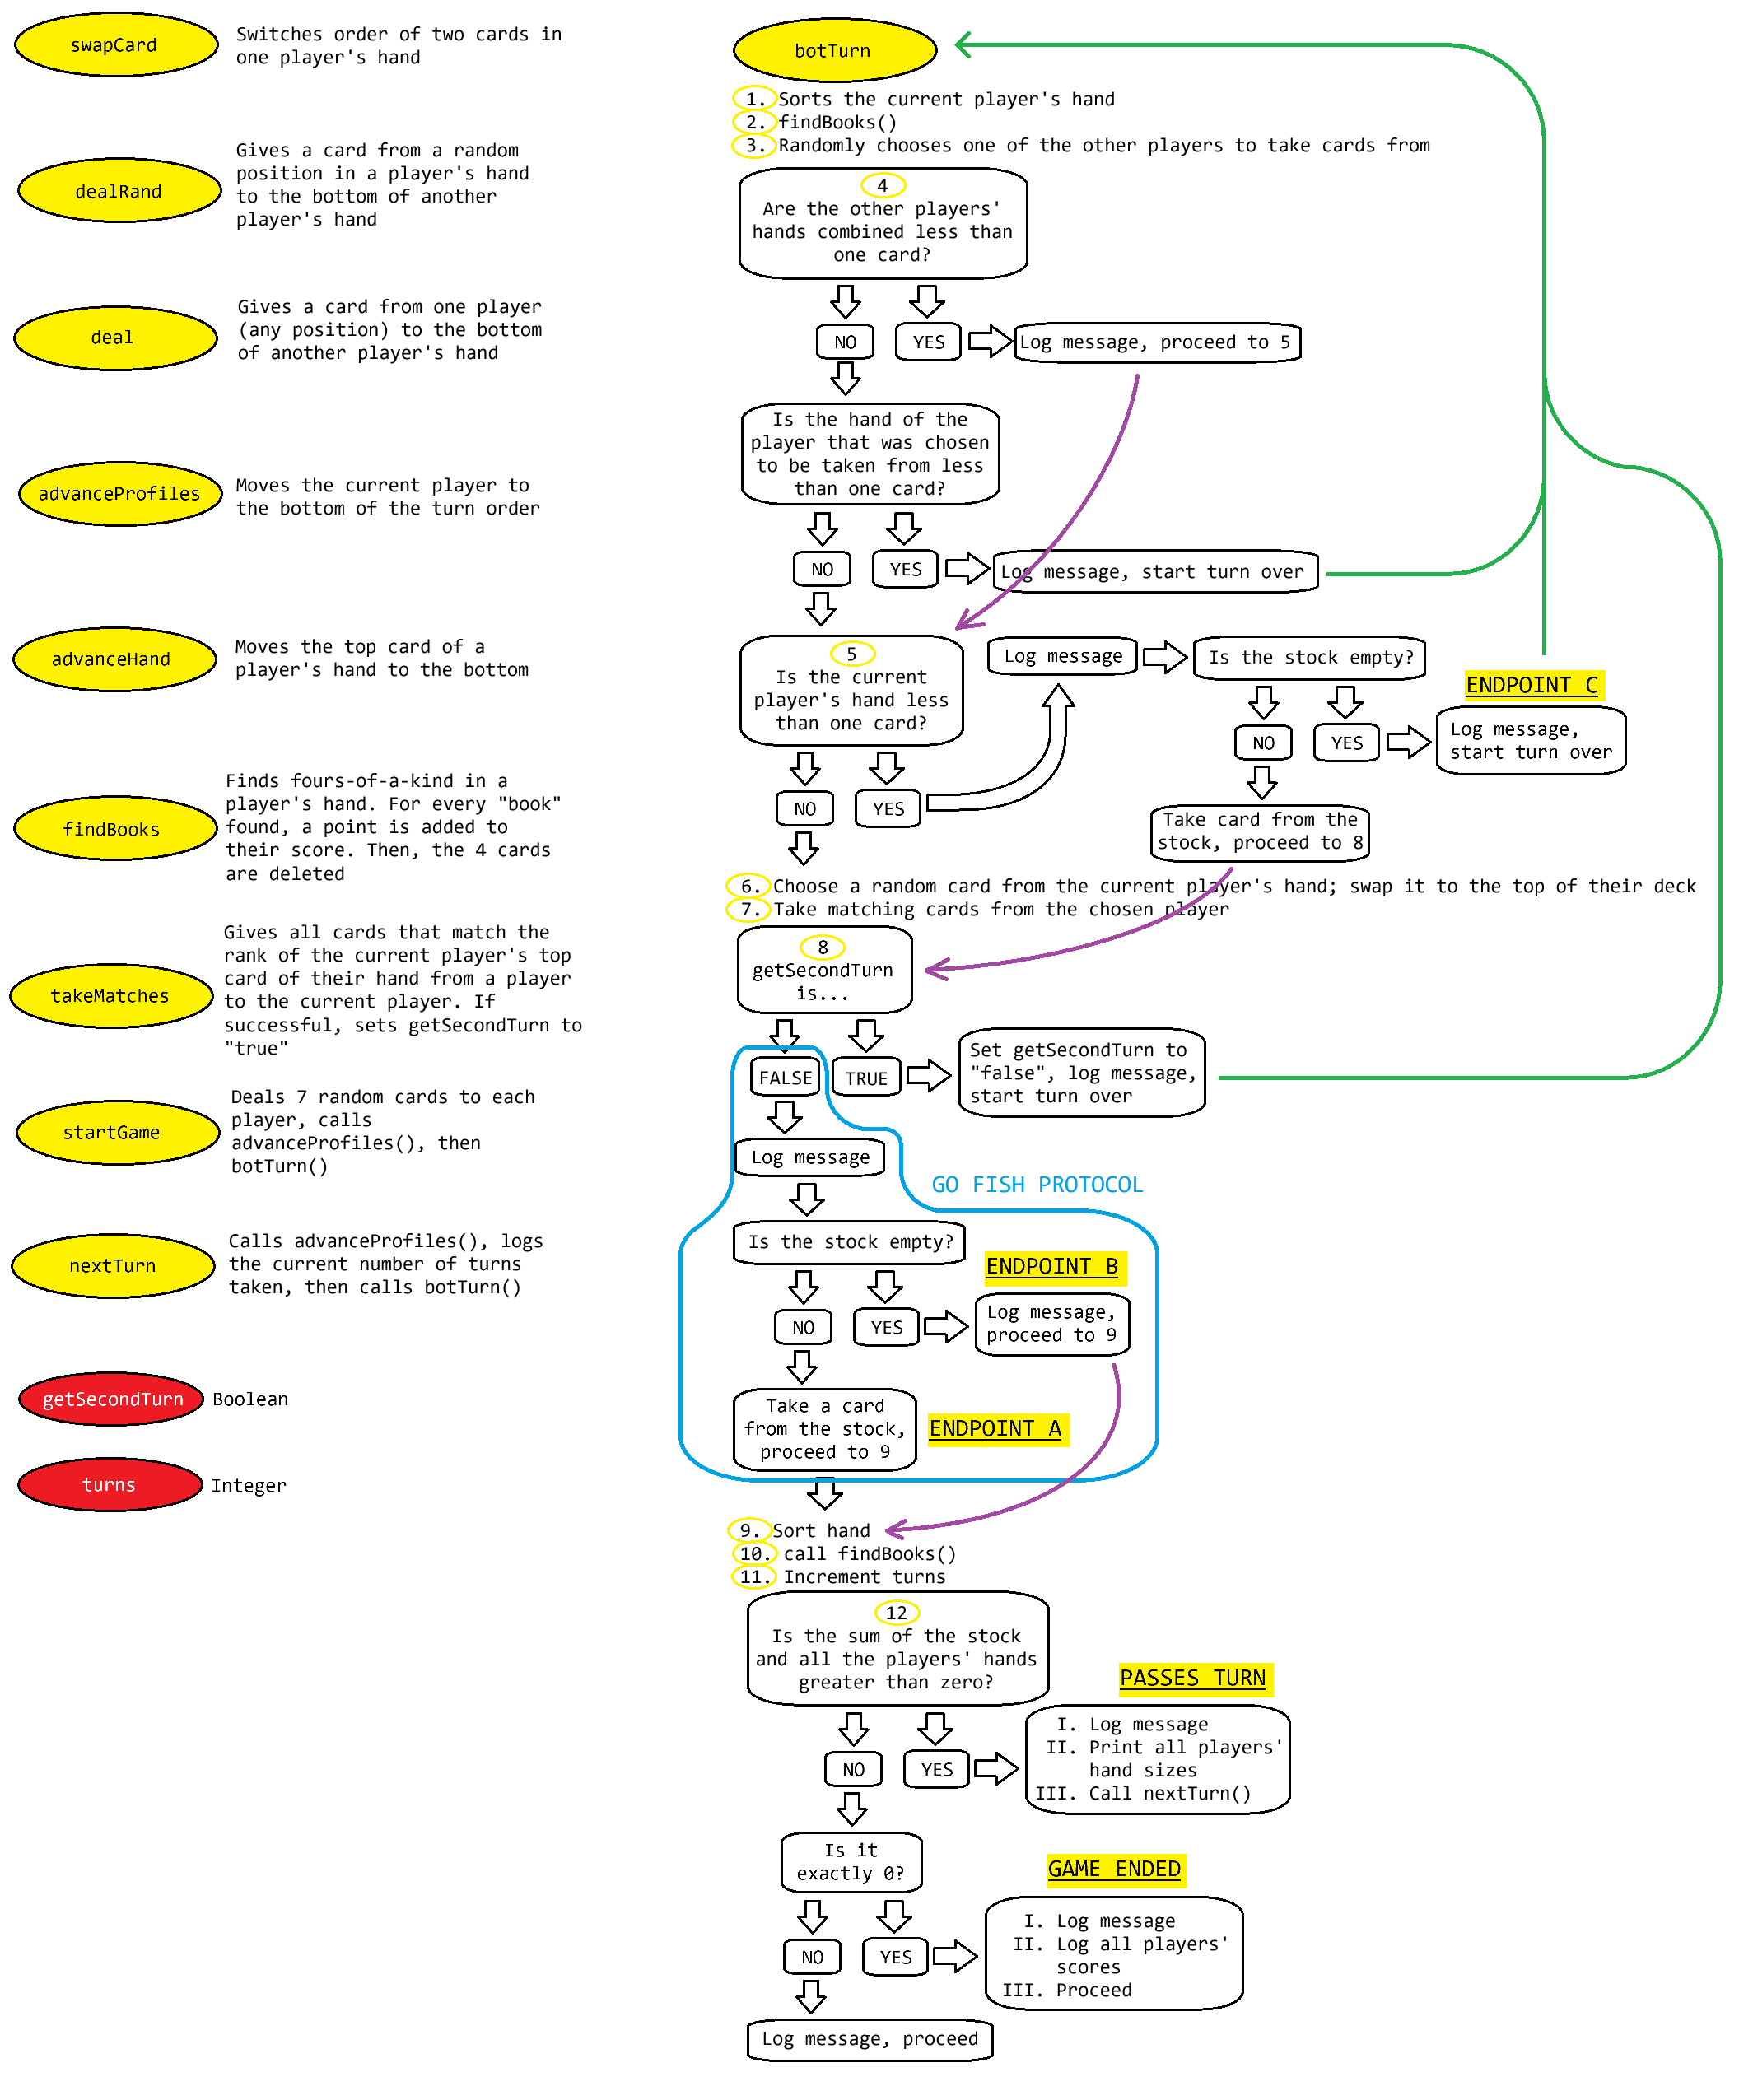 swapCard
Switches order of two cards in
one player's hand
dealRand
Gives a card from a random
position in a player's hand
to the bottom of another
player's hand
deal
Gives a card from one player
(any position) to the bottom
of another player's hand
advanceProfiles
Moves the current player to
the bottom of the turn order
advanceHand
Moves the top card of a
player's hand to the bottom
findBooks
Finds fours-of-a-kind in a
player's hand. For every "book"
found, a point is added to
their score. Then, the 4 cards
are deleted
takeMatches
Gives all cards that match the
rank of the current player's top
card of their hand from a player
to the current player. If
successful, sets getSecondTurn to
"true"
startGame
Deals 7 random cards to each
player, calls
advanceProfiles(), then
botTurn()
nextTurn
Calls advanceProfiles(), logs
the current number of turns
taken, then calls botTurn()
getSecondTurn
Boolean
turns
Integer
botTurn
1. Sorts the current player's hand
2. findBooks()
3. Randomly chooses one of the other players to take cards from
4
Are the other players'
hands combined less than
one card?
NO
YES
Log message, proceed to 5
Is the hand of the
player that was chosen
to be taken from less
than one card?
NO
YES
Log message, start turn over
5
Is the current
player's hand less
than one card?
NO
YES
Log message
Is the stock empty?
NO
YES
ENDPOINT C
Log message,
start turn over
Take card from the
stock, proceed to 8
6. Choose a random card from the current player's hand; swap it to the top of their deck
7. Take matching cards from the chosen player
8
getSecondTurn
is...
FALSE
TRUE
Set getSecondTurn to
"false", log message,
start turn over
Log message
GO FISH PROTOCOL
Is the stock empty?
NO
YES
ENDPOINT B
Log message,
proceed to 9
Take a card
from the stock,
proceed to 9
ENDPOINT A
9. Sort hand
10. call findBooks()
11. Increment turns
12
Is the sum of the stock
and all the players' hands
greater than zero?
NO
YES
PASSES TURN
I. Log message
II. Print all players'
hand sizes
III. Call nextTurn()
Is it
exactly 0?
NO
YES
GAME ENDED
I. Log message
II. Log all players'
scores
III. Proceed
Log message, proceed